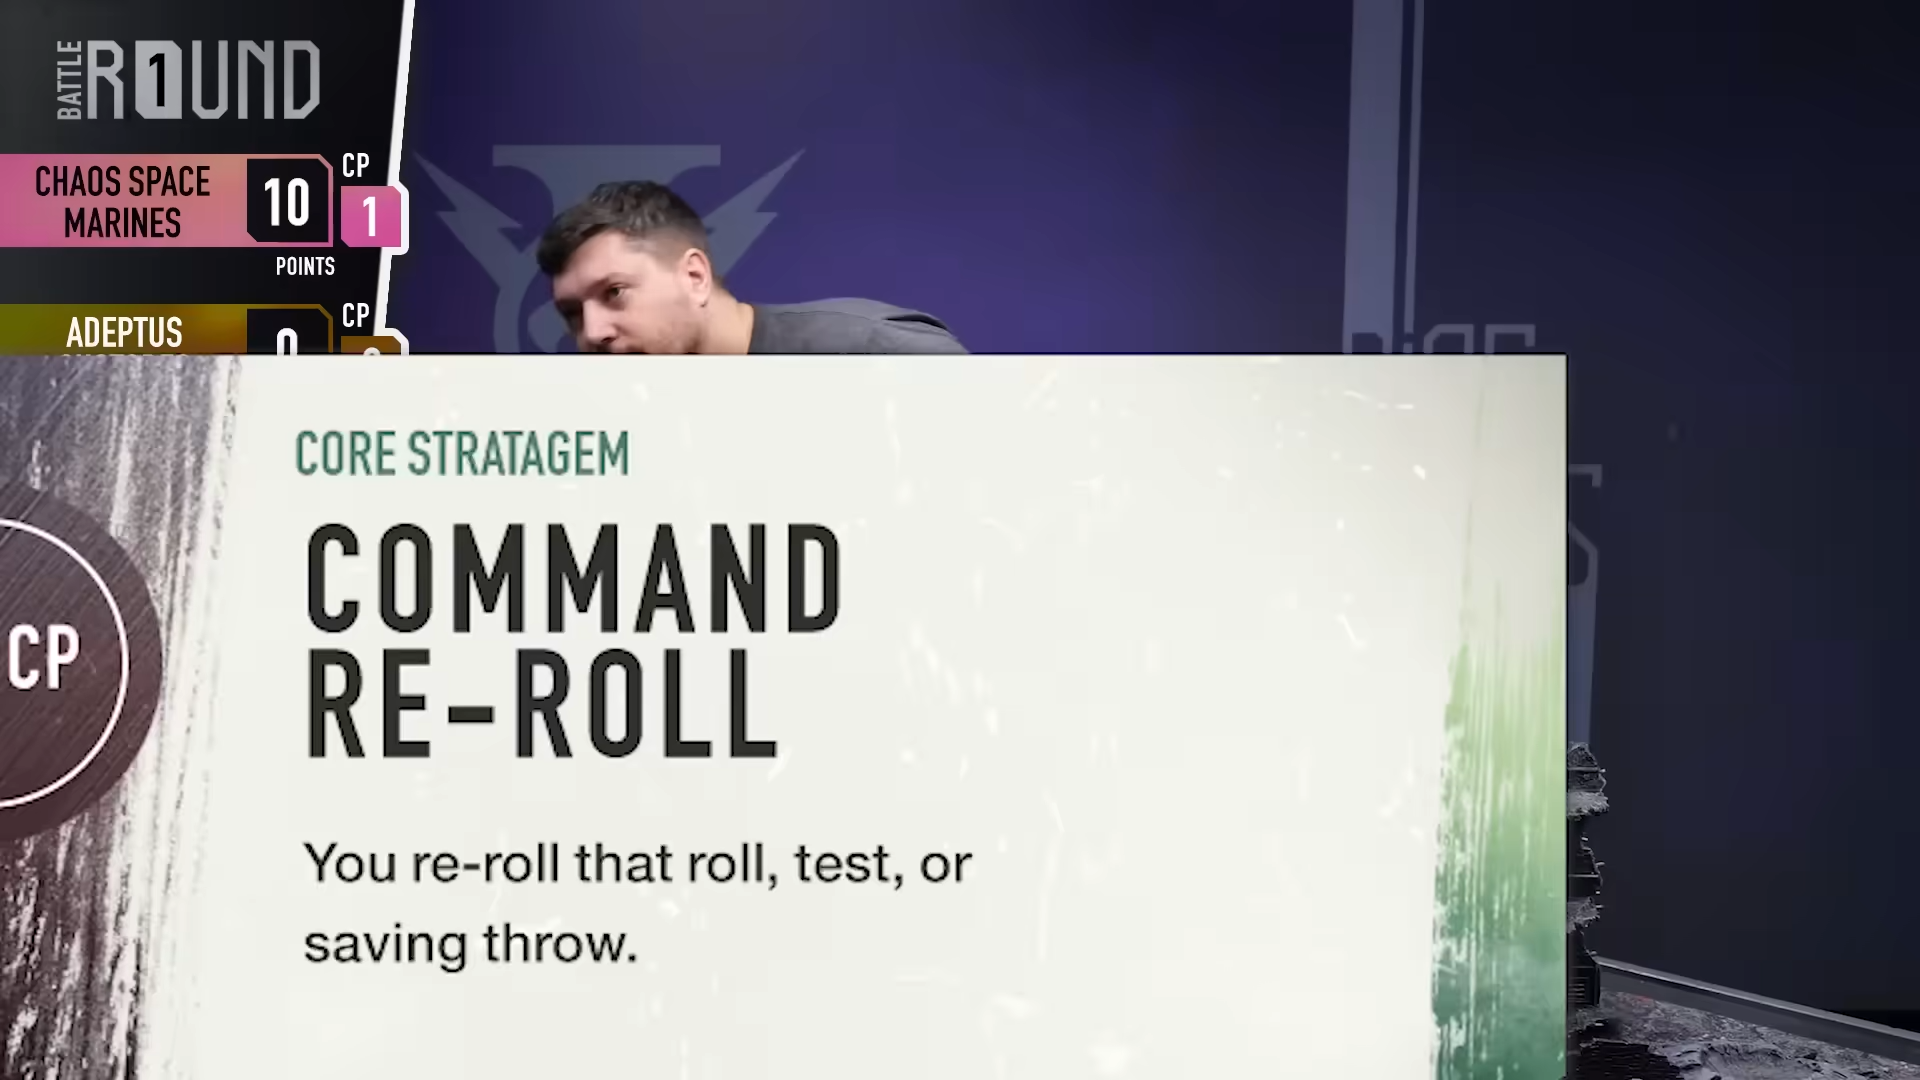 BATTLE
R1UND
CHAOS SPACE
MARINES
10
CP
1
POINTS
ADEPTUS
CP
CORE STRATAGEM
COMMAND
RE-ROLL
CP
You re-roll that roll, test, or
saving throw.